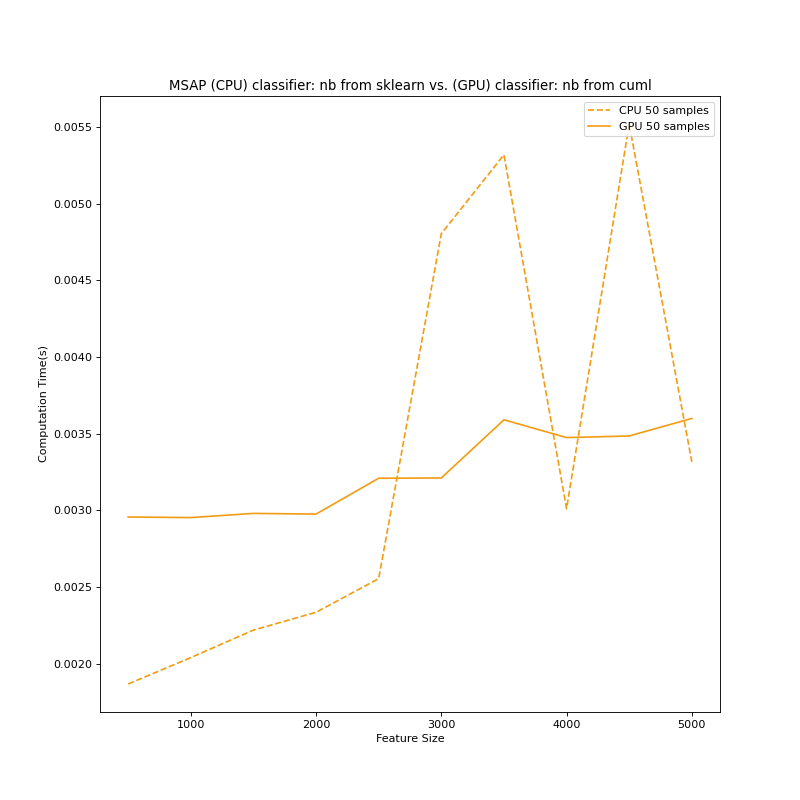 MSAP (CPU) classifier: nb from sklearn vs. (GPU) classifier: nb from cuml
CPU 50 samples
GPU 50 samples
0.0055
0.0050
0.0045
0.0040
0.0035
0.0030
0.0025
0.0020
Computation Time(s)
1000 2000 3000 4000 5000
Feature Size